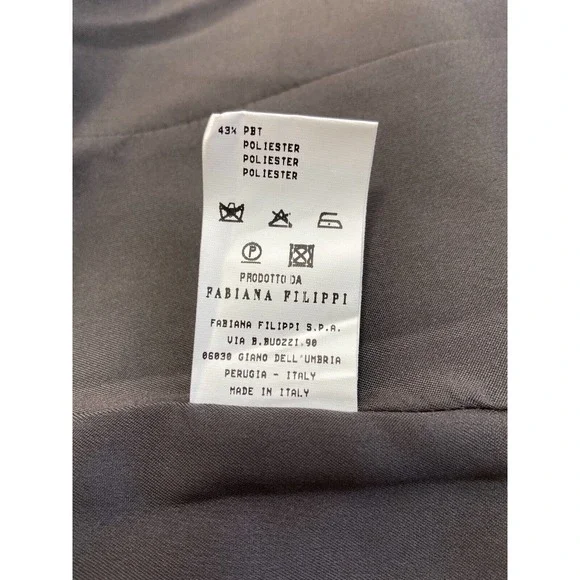 43% PBT
POLIESTER
POLIESTER
POLIESTER
P
PRODOTTO DA
FABIANA FILIPPI
FABIANA FILIPPI S.P.A.
VIA B.BUOZZI.90
06030 GIANO DELL'UMBRIA
PERUGIA - ITALY
MADE IN ITALY